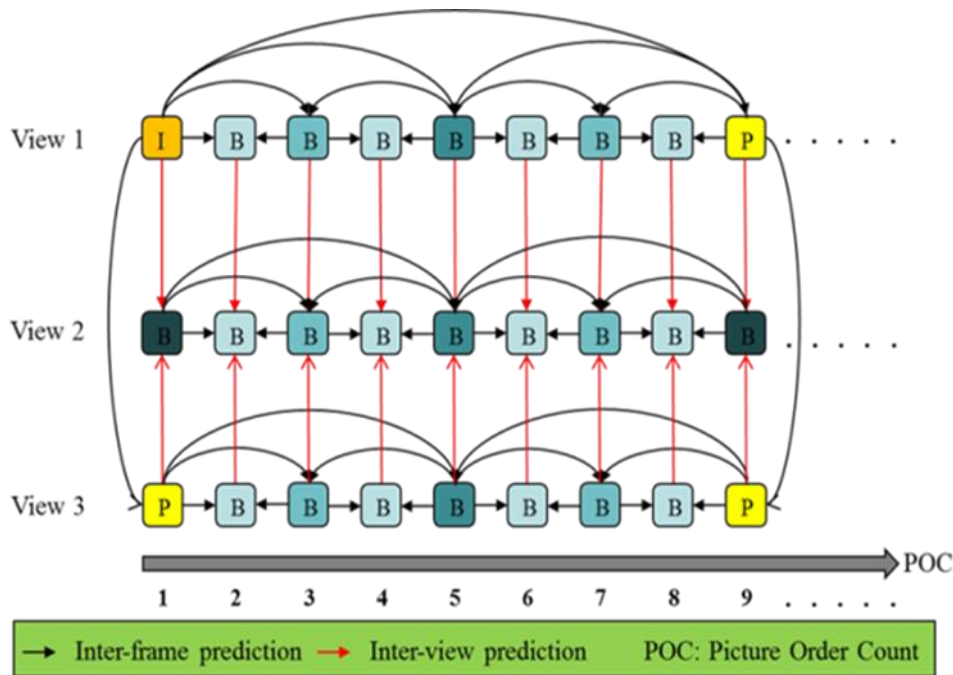 View 1 I B B B B B B B P . . . . .
View 2 B B B B B B B B B . . . . .
View 3 P B B B B B B B P
POC
1 2 3 4 5 6 7 8 9 . . . . .
Inter-frame prediction Inter-view prediction POC: Picture Order Count